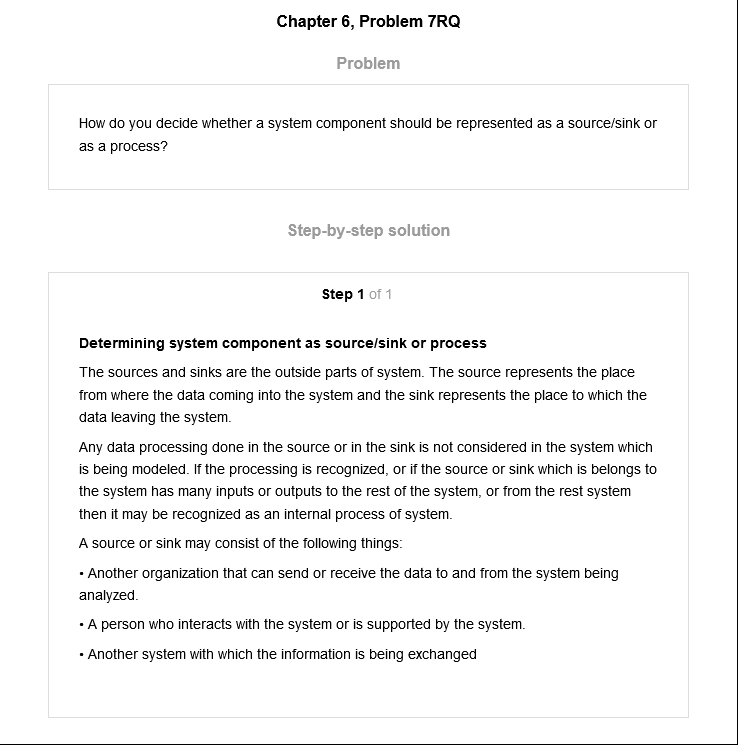 Chapter 6, Problem 7RQ
Problem
How do you decide whether a system component should be represented as a source/sink or
as a process?
Step-by-step solution
Step 1 of 1
Determining system component as source/sink or process
The sources and sinks are the outside parts of system. The source represents the place
from where the data coming into the system and the sink represents the place to which the
data leaving the system.
Any data processing done in the source or in the sink is not considered in the system which
is being modeled. If the processing is recognized, or if the source or sink which is belongs to
the system has many inputs or outputs to the rest of the system, or from the rest system
then it may be recognized as an internal process of system.
A source or sink may consist of the following things:
• Another organization that can send or receive the data to and from the system being
analyzed.
• A person who interacts with the system or is supported by the system.
• Another system with which the information is being exchanged